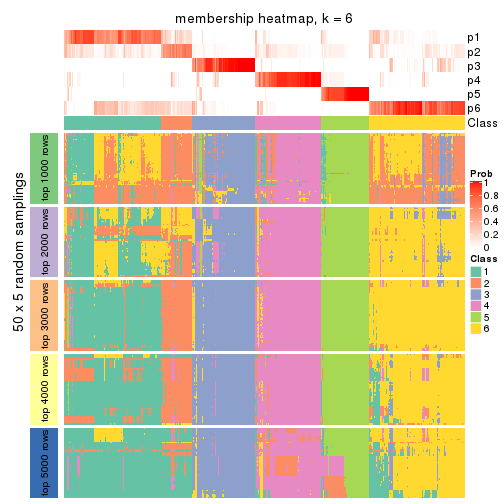 membership heatmap, k = 6
p1
p2
p3
p4
p5
p6
Class
50 x 5 random samplings
top 1000 rows
top 2000 rows
top 3000 rows
top 4000 rows
top 5000 rows
Prob
1
0.8
0.6
0.4
0.2
0
Class
1
2
3
4
5
6